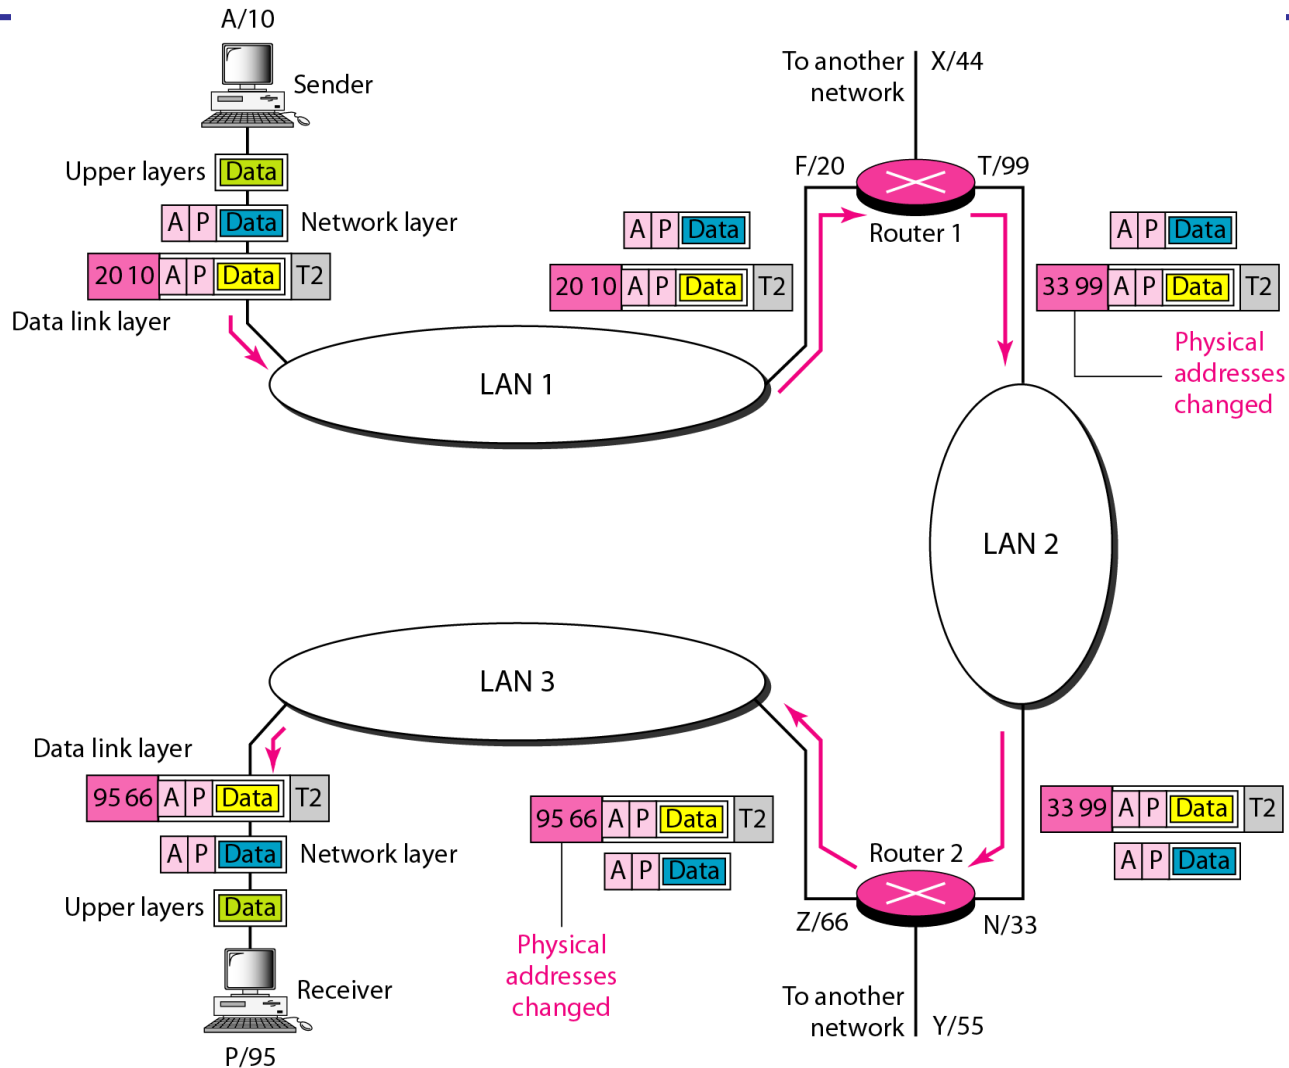 A/10
Sender
Upper layers Data
A P Data Network layer
20 10 A P Data T2
Data link layer
To another
network
X/44
F/20
T/99
Router 1
A P Data
20 10 A P Data T2
A P Data
33 99 A P Data T2
Physical
addresses
changed
LAN 1
LAN 2
LAN 3
Data link layer
95 66 A P Data T2
A P Data Network layer
Upper layers Data
Receiver
P/95
95 66 A P Data T2
A P Data
Physical
addresses
changed
Router 2
Z/66
N/33
33 99 A P Data T2
A P Data
To another
network
Y/55